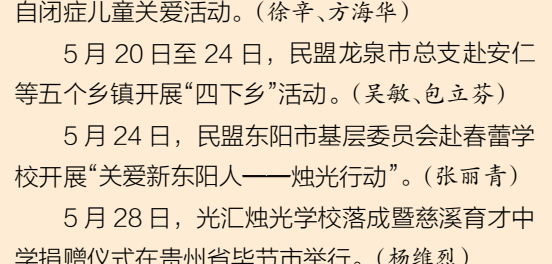 自闭症儿童关爱活动。(徐辛、方海华)
5 月 20 日至 24 日，民盟龙泉市总支赴安仁
等五个乡镇开展“四下乡”活动。(吴敏、包立芬)
5 月 24 日，民盟东阳市基层委员会赴春蕾学
校开展“关爱新东阳人——烛光行动”。(张丽青)
5 月 28 日，光汇烛光学校落成暨慈溪育才中
学捐赠仪式在贵州省毕节市举行。(杨维烈)